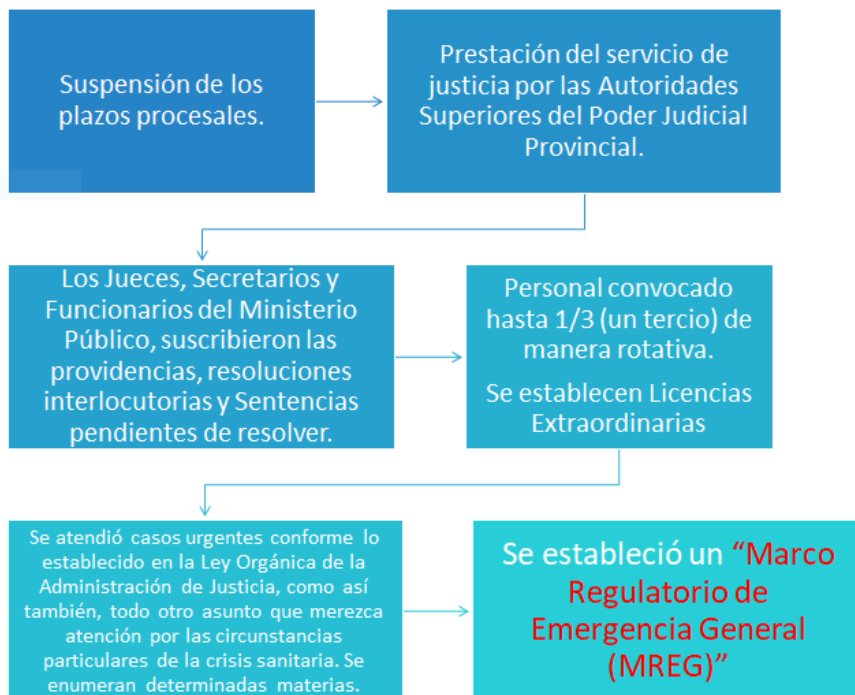 Suspensión de los
plazos procesales.
Prestación del servicio de
justicia por las Autoridades
Superiores del Poder Judicial
Provincial.
Los Jueces, Secretarios y
Funcionarios del Ministerio
Público, suscribieron las
providencias, resoluciones
interlocutorias y Sentencias
pendientes de resolver.
Personal convocado
hasta 1/3 (un tercio) de
manera rotativa.
Se establecen Licencias
Extraordinarias
Se atendió casos urgentes conforme lo
establecido en la Ley Orgánica de la
Administración de Justicia, como así
también, todo otro asunto que merezca
atención por las circunstancias
particulares de la crisis sanitaria. Se
enumeran determinadas materias.
Se estableció un “Marco
Regulatorio de
Emergencia General
(MREG)”